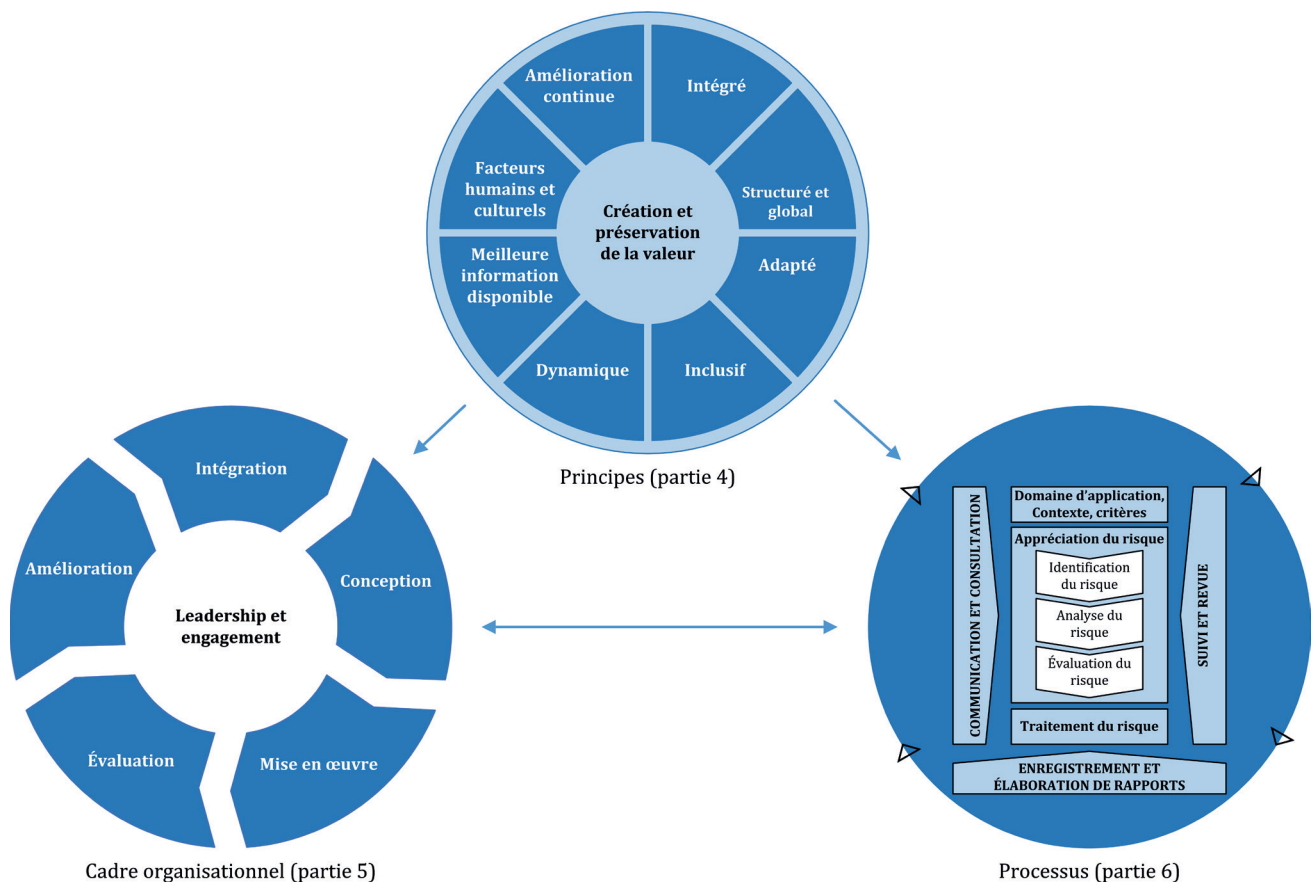 Amélioration
continue
Intégré
Facteurs
humains et
culturels
Structuré et
global
Création et
préservation
de la valeur
Meilleure
information
disponible
Adapté
Dynamique
Inclusif
Principes (partie 4)
Intégration
Amélioration
Conception
Leadership et
engagement
Évaluation
Mise en œuvre
Cadre organisationnel (partie 5)
COMMUNICATION ET CONSULTATION
Domaine d’application,
Contexte, critères
Appréciation du risque
Identification
du risque
Analyse du
risque
Évaluation du
risque
Traitement du risque
SUIVI ET REVUE
ENREGISTREMENT ET
ÉLABORATION DE RAPPORTS
Processus (partie 6)